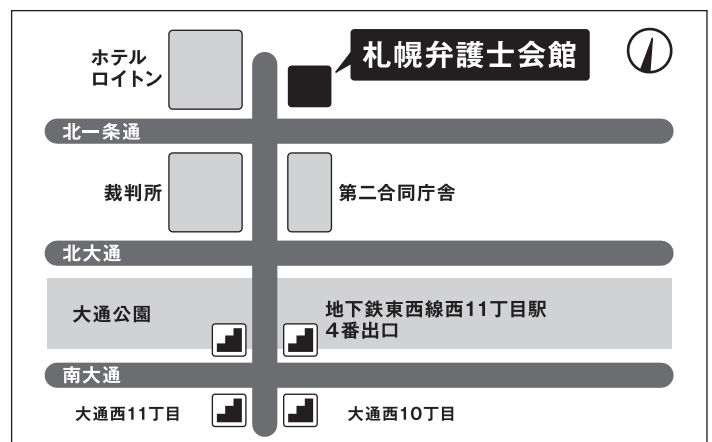 ホテル
ロイトン
札幌弁護士会館
北一条通
裁判所
第二合同庁舎
北大通
大通公園
地下鉄東西線西11丁目駅
4番出口
南大通
大通西11丁目
大通西10丁目